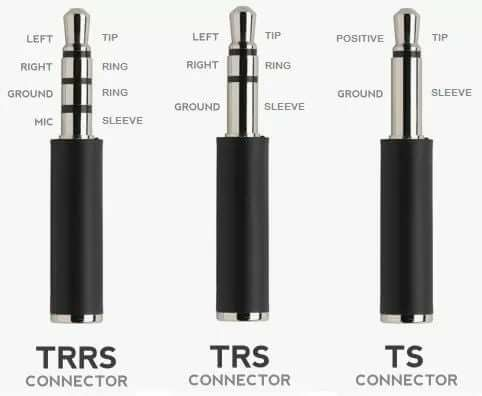 LEFT TIP
RIGHT RING
GROUND RING
MIC SLEEVE
TRRS
CONNECTOR
LEFT TIP
RIGHT RING
GROUND SLEEVE
TRS
CONNECTOR
POSITIVE TIP
GROUND SLEEVE
TS
CONNECTOR